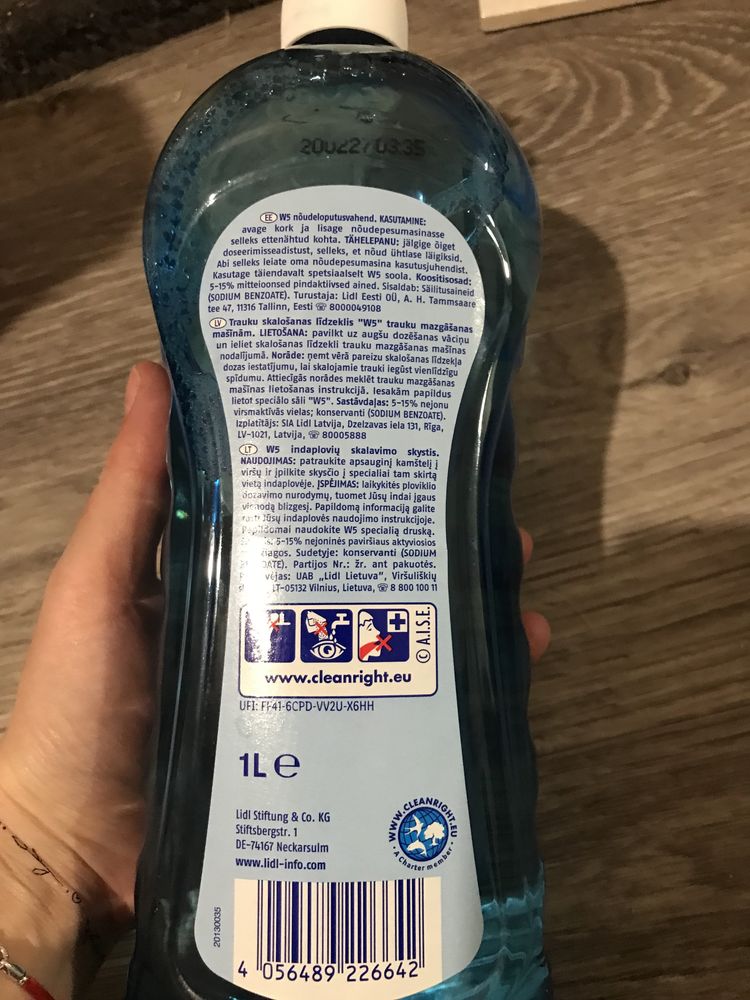 20022/ 03:35
EE W5 nõudeloputusvahend. KASUTAMINE:
avage kork ja lisage nõudepesumasinasse
selleks ettenähtud kohta. TÄHELEPANU: jälgige õiget
doseerimisseadistust, selleks, et nõud ühtlase läigiksid.
Abi selleks leiate oma nõudepesumasina kasutusjuhendist.
Kasutage täiendavalt spetsiaalselt W5 soola. Koositisosad:
5-15% mitteioonsed pindaktiivsed ained. Sisaldab: Säilitusaineid
(SODIUM BENZOATE). Turustaja: Lidl Eesti OÜ, A. H. Tammsaare
tee 47, 11316 Tallinn, Eesti ☏ 8000049108
LV Trauku skalošanas līdzeklis "W5" trauku mazgāšanas
mašīnām. LIETOŠANA: pavilkt uz augšu dozēšanas vāciņu
un ieliet skalošanas līdzekli trauku mazgāšanas mašīnas
nodalījumā. Norāde: ņemt vērā pareizu skalošanas līdzekļa
dozas iestatījumu, lai skalojamie trauki iegūst vienlīdzīgu
spīdumu. Attiecīgās norādes meklēt trauku mazgāšanas
mašīnas lietošanas instrukcijā. Iesakām papildus
lietot speciālo sāli "W5". Sastāvdaļas: 5-15% nejonu
virsmaktīvās vielas; konservanti (SODIUM BENZOATE).
Izplatītājs: SIA Lidl Latvija, Dzelzavas iela 131, Rīga,
LV-1021, Latvija, ☏ 80005888
LT W5 indaplovių skalavimo skystis.
NAUDOJIMAS: patraukite apsauginį kamštelį į
viršų ir įpilkite skysčio į specialiai tam skirtą
vietą indaplovėje. ĮSPĖJIMAS: laikykitės ploviklio
dozavimo nurodymų, tuomet Jūsų indai įgaus
vienodą blizgesį. Papildomą informaciją galite
rasti Jūsų indaplovės naudojimo instrukcijoje.
Papildomai naudokite W5 specialią druską.
5-15% nejoninės paviršiaus aktyviosios
Sudetyje: konservanti (SODIUM
Partijos Nr.: žr. ant pakuotės.
UAB „Lidl Lietuva", Viršuliškių
LT-05132 Vilnius, Lietuva, ☏ 8 800 100 11
© A.I.S.E.
www.cleanright.eu
UFI: FF41-6CPD-VV2U-X6HH
1L e
Lidl Stiftung & Co. KG
Stiftsbergstr. 1
DE-74167 Neckarsulm
www.lidl-info.com
WWW.CLEANRIGHT.EU
• A Charter member •
20130035
4 056489 226642